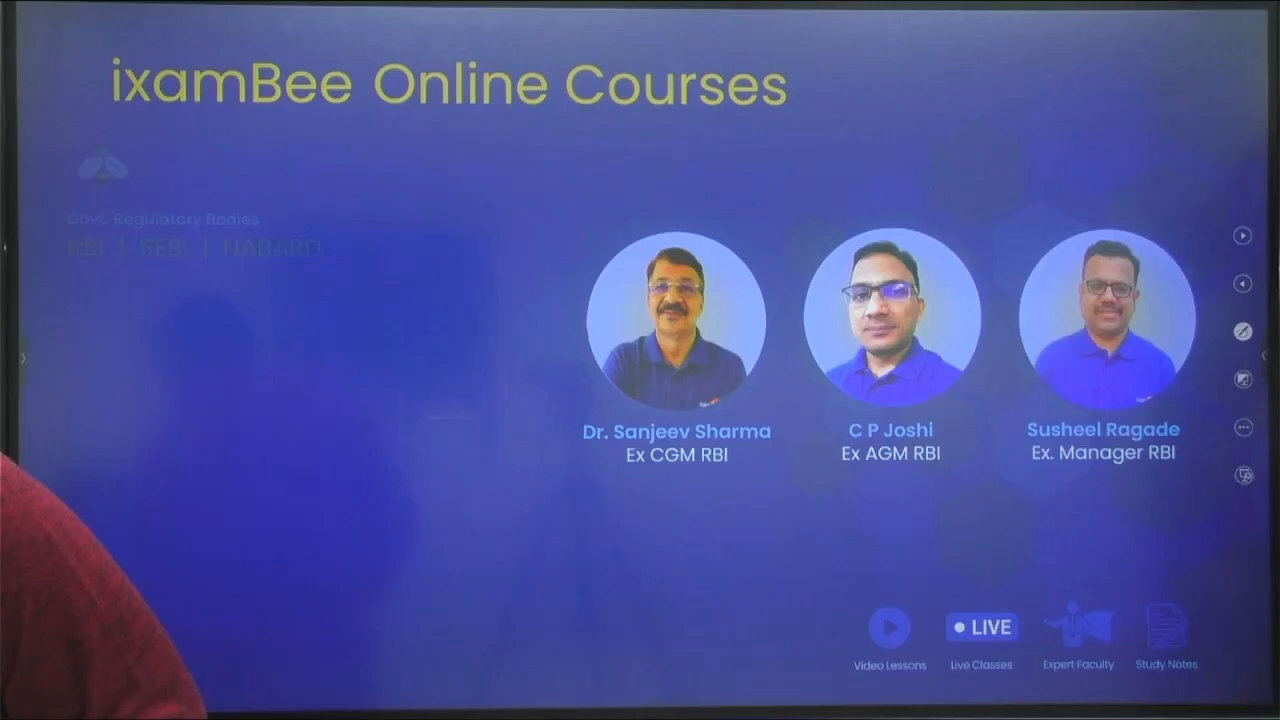 ixamBee Online Courses
Govt. Regulatory Bodies
RBI | SEBI | NABARD
Dr. Sanjeev Sharma
Ex CGM RBI
C P Joshi
Ex AGM RBI
Susheel Ragade
Ex. Manager RBI
LIVE
Video Lessons
Live Classes
Expert Faculty
Study Notes